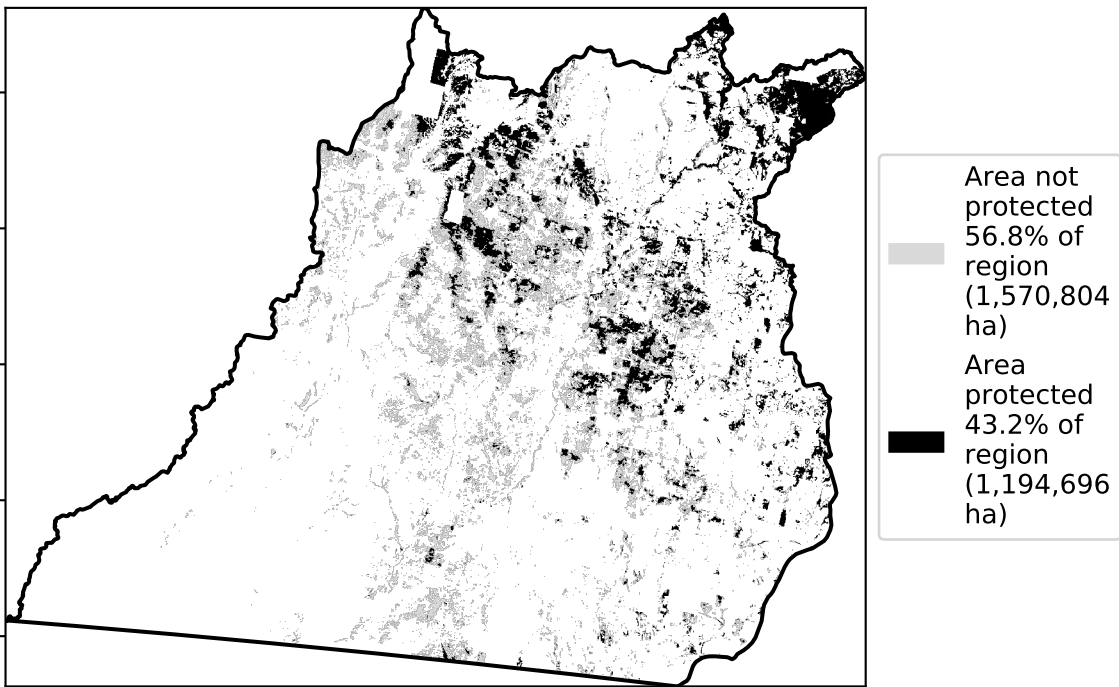 Area not
protected
56.8% of
region
(1,570,804
ha)
Area
protected
43.2% of
region
(1,194,696
ha)